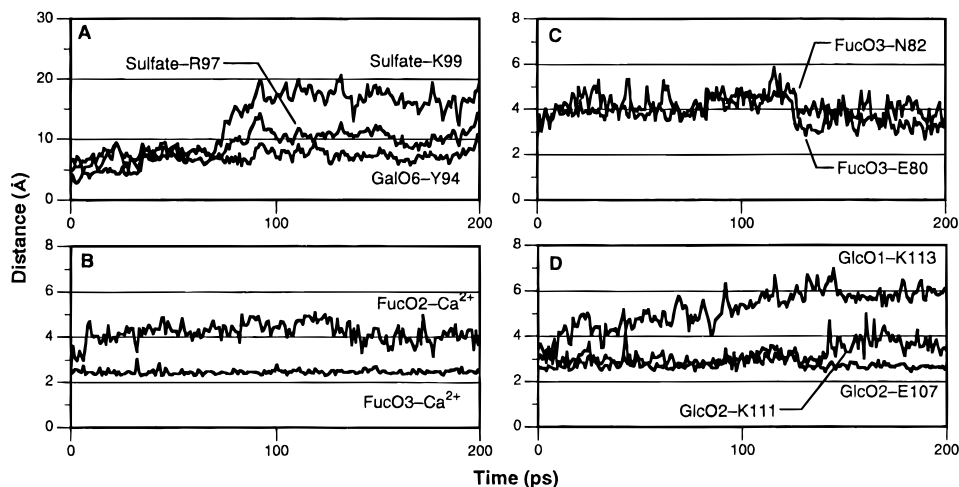 Distance (Å)
A
30
20
10
0
0
100
200
Sulfate–R97
Sulfate–K99
GalO6–Y94
C
8
6
4
2
0
0
100
200
FucO3–N82
FucO3–E80
B
8
6
4
2
0
0
100
200
FucO2–Ca2+
FucO3–Ca2+
D
8
6
4
2
0
0
100
200
GlcO1–K113
GlcO2–E107
GlcO2–K111
Time (ps)